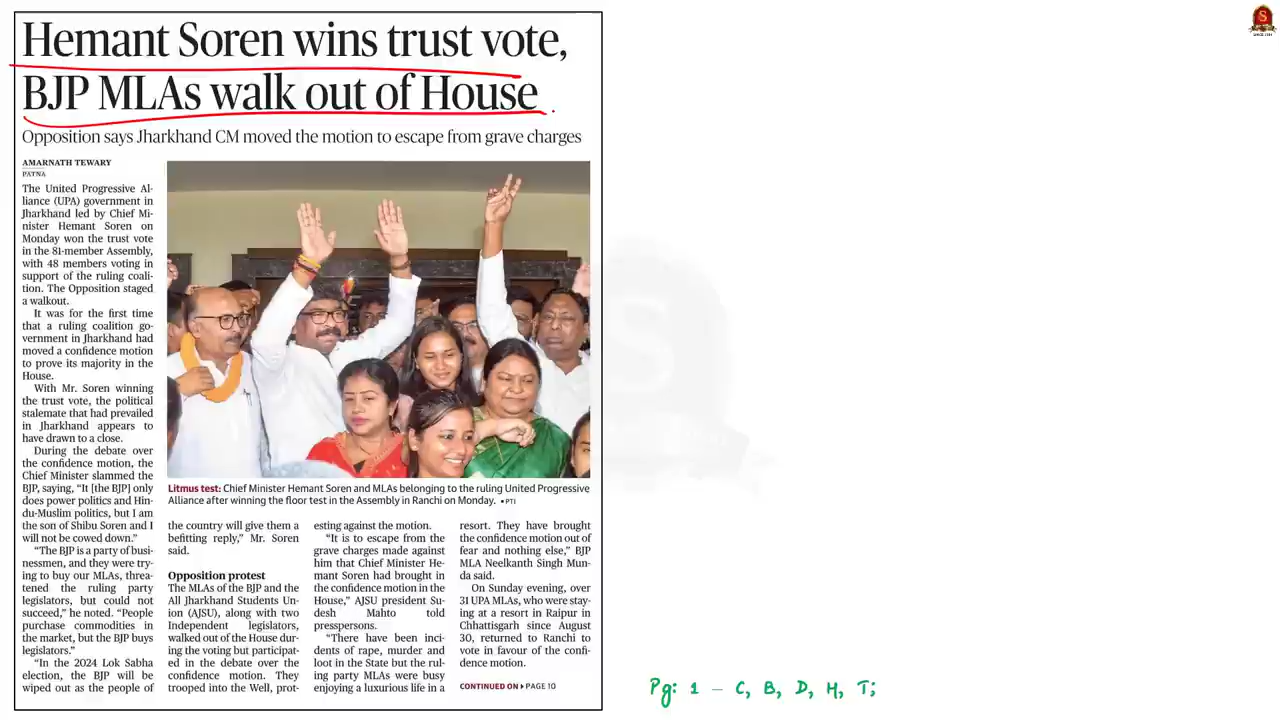 Hemant Soren wins trust vote,
BJP MLAs walk out of House
Opposition says Jharkhand CM moved the motion to escape from grave charges
AMARNATH TEWARY
PATNA
The United Progressive Al-
liance (UPA) government in
Jharkhand led by Chief Mi-
nister Hemant Soren on
Monday won the trust vote
in the 81-member Assembly,
with 48 members voting in
support of the ruling coali-
tion. The Opposition staged
a walkout.
It was for the first time
that a ruling coalition go-
vernment in Jharkhand had
moved a confidence motion
to prove its majority in the
House.
With Mr. Soren winning
the trust vote, the political
stalemate that had prevailed
in Jharkhand appears to
have drawn to a close.
During the debate over
the confidence motion, the
Chief Minister slammed the
BJP, saying, “It [the BJP] only
does power politics and Hin-
du-Muslim politics, but I am
the son of Shibu Soren and I
will not be cowed down.”
“The BJP is a party of busi-
nessmen, and they were try-
ing to buy our MLAs, threa-
tened the ruling party
legislators, but could not
succeed,” he noted. “People
purchase commodities in
the market, but the BJP buys
legislators.”
“In the 2024 Lok Sabha
election, the BJP will be
wiped out as the people of
Litmus test: Chief Minister Hemant Soren and MLAs belonging to the ruling United Progressive
Alliance after winning the floor test in the Assembly in Ranchi on Monday. • PTI
the country will give them a
befitting reply,” Mr. Soren
said.
Opposition protest
The MLAs of the BJP and the
All Jharkhand Students Un-
ion (AJSU), along with two
Independent legislators,
walked out of the House dur-
ing the voting but participat-
ed in the debate over the
confidence motion. They
trooped into the Well, prot-
esting against the motion.
“It is to escape from the
grave charges made against
him that Chief Minister He-
mant Soren had brought in
the confidence motion in the
House,” AJSU president Su-
desh Mahto told
presspersons.
“There have been inci-
dents of rape, murder and
loot in the State but the rul-
ing party MLAs were busy
enjoying a luxurious life in a
resort. They have brought
the confidence motion out of
fear and nothing else,” BJP
MLA Neelkanth Singh Mun-
da said.
On Sunday evening, over
31 UPA MLAs, who were stay-
ing at a resort in Raipur in
Chhattisgarh since August
30, returned to Ranchi to
vote in favour of the confi-
dence motion.
CONTINUED ON ▸ PAGE 10
Pg: 1 – C, B, D, H, T;